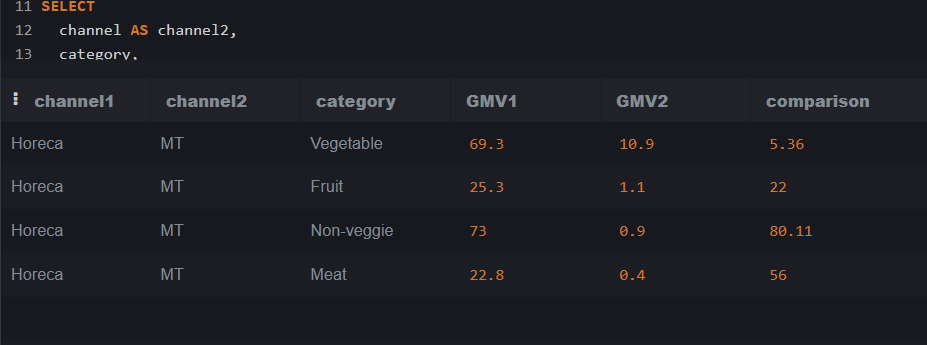 11 SELECT
12 channel AS channel2,
13 category,
channel1 channel2 category GMV1 GMV2 comparison
Horeca MT Vegetable 69.3 10.9 5.36
Horeca MT Fruit 25.3 1.1 22
Horeca MT Non-veggie 73 0.9 80.11
Horeca MT Meat 22.8 0.4 56